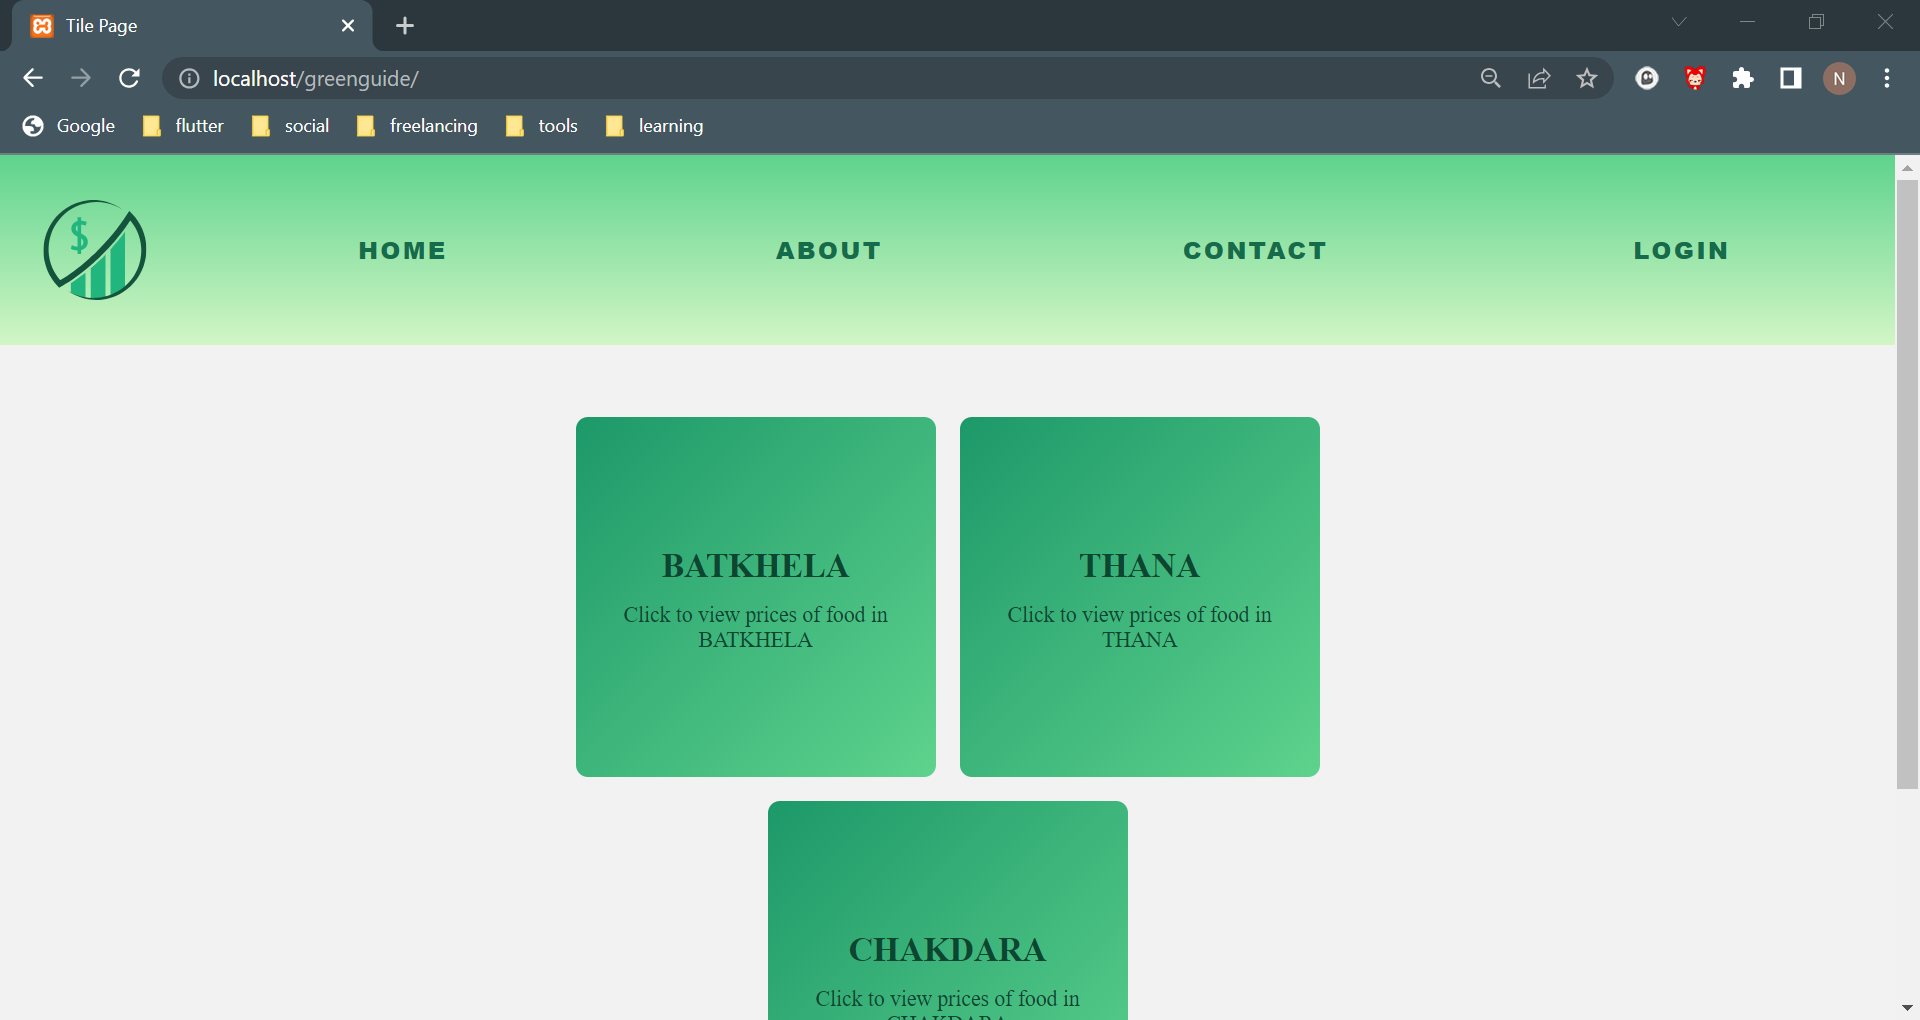 Tile Page
localhost/greenguide/
N
Google flutter social freelancing tools learning
$
HOME ABOUT CONTACT LOGIN
BATKHELA
Click to view prices of food in
BATKHELA
THANA
Click to view prices of food in
THANA
CHAKDARA
Click to view prices of food in
CHAKDARA